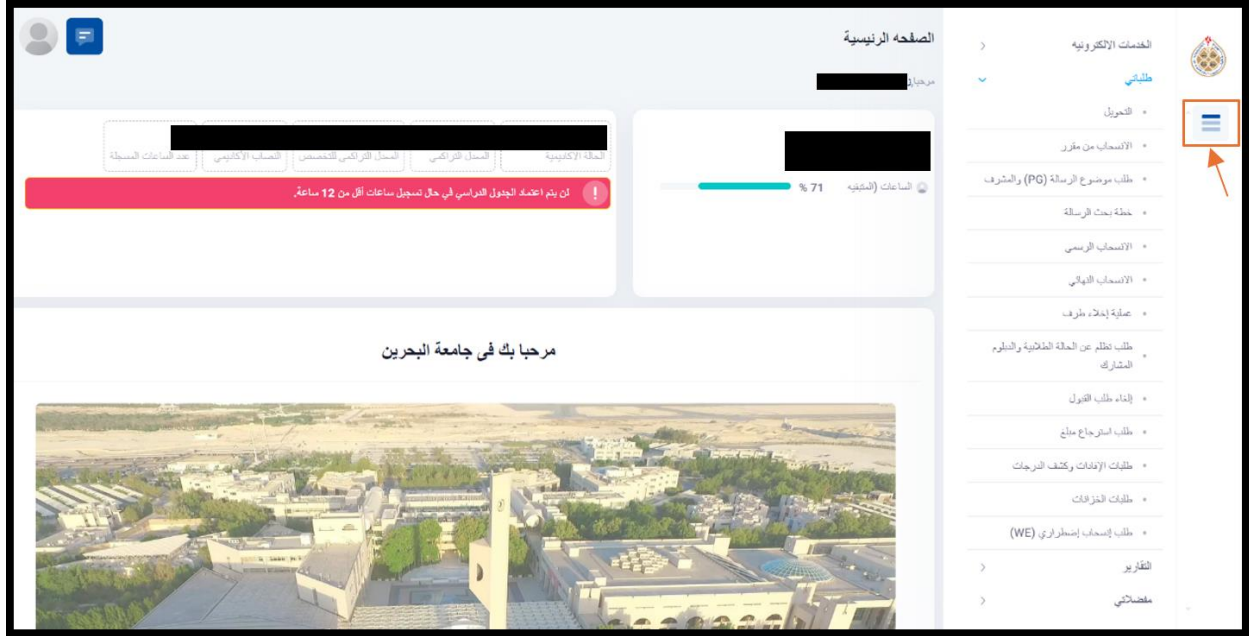 الصفحه الرئيسية
مرحبا
الخدمات الالكترونيه
طلباتي
التحويل
الانسحاب من مقرر
طلب موضوع الرسالة (PG) والمشرف
خطة بحث الرسالة
الانسحاب الرسمي
الانسحاب النهائي
عملية إخلاء طرف
طلب تظلم عن الحالة الطلابية والدبلوم
المشارك
إلغاء طلب القبول
طلب استرجاع مبلغ
طلبات الإفادات وكشف الدرجات
طلبات الخزانات
طلب إنسحاب إضطراري (WE)
التقارير
مفضلاتي
الساعات (المتبقيه
71 %
الحالة الاكاديمية
المعدل التراكمي
المعدل التراكمي للتخصص
النصاب الأكاديمي
عدد الساعات المسجلة
لن يتم اعتماد الجدول الدراسي في حال تسجيل ساعات أقل من 12 ساعة.
مرحبا بك في جامعة البحرين